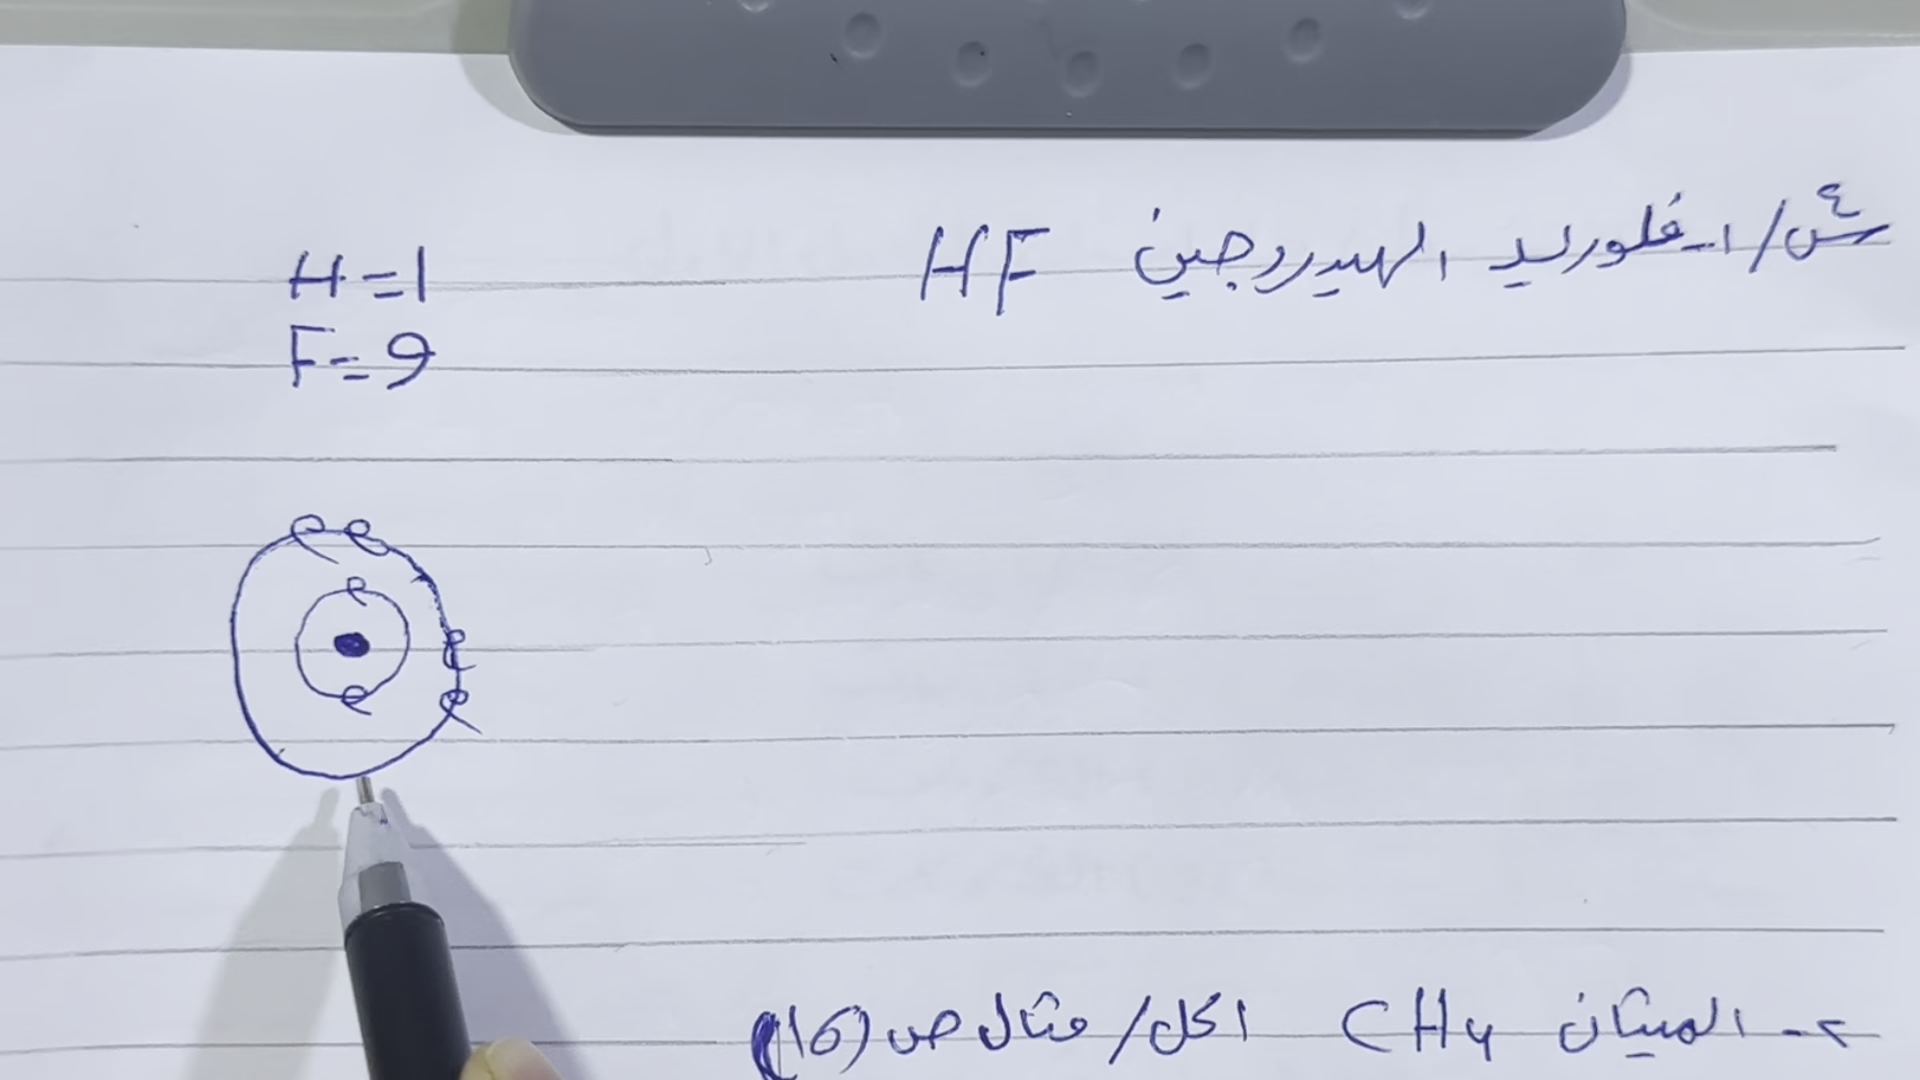 س٤/ ١- فلوريد الهيدروجين HF
H=1
F=9
e e
e
e
e
e
٢- الميثان CH4 الحل/ مثال ص (16)